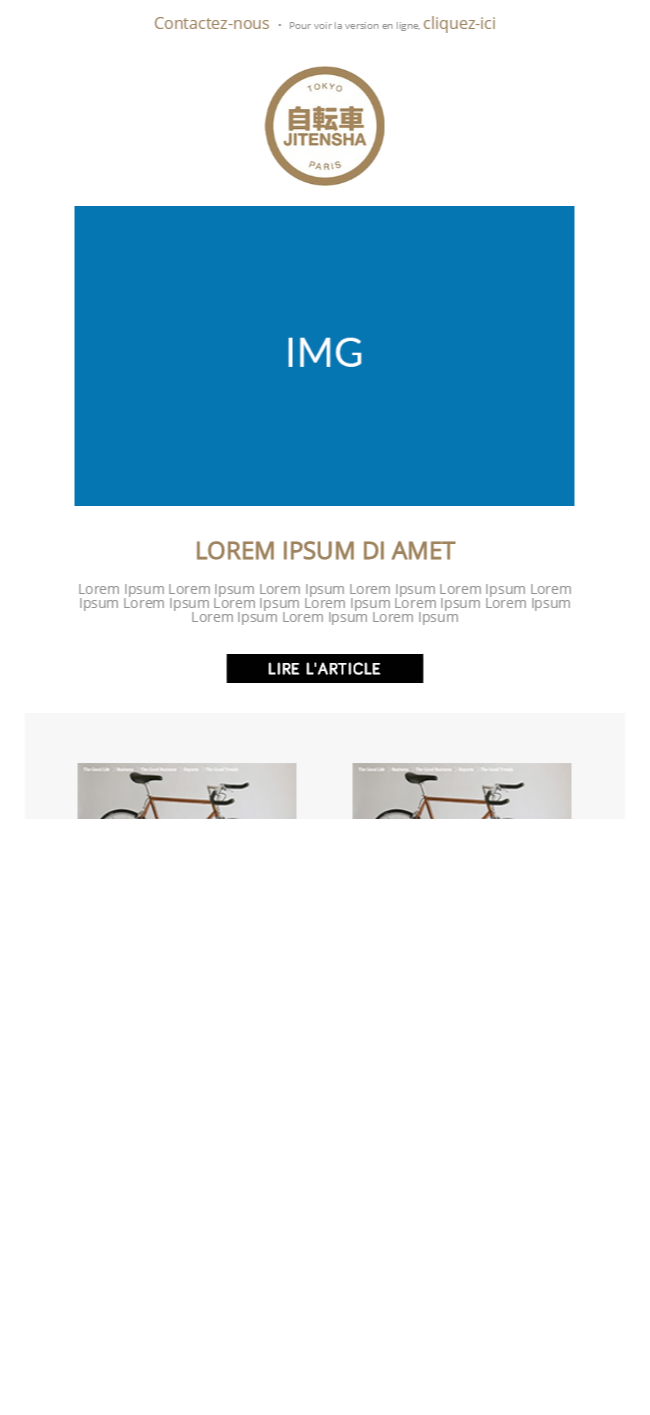 Contactez-nous - Pour voir la version en ligne, cliquez-ici
TOKYO
自転車
JITENSHA
PARIS
IMG
LOREM IPSUM DI AMET
Lorem Ipsum Lorem Ipsum Lorem Ipsum Lorem Ipsum Lorem Ipsum Lorem
Ipsum Lorem Ipsum Lorem Ipsum Lorem Ipsum Lorem Ipsum Lorem Ipsum
Lorem Ipsum Lorem Ipsum Lorem Ipsum
LIRE L'ARTICLE
The Good Life Business The Good Business Reports The Good Trends
The Good Life Business The Good Business Reports The Good Trends